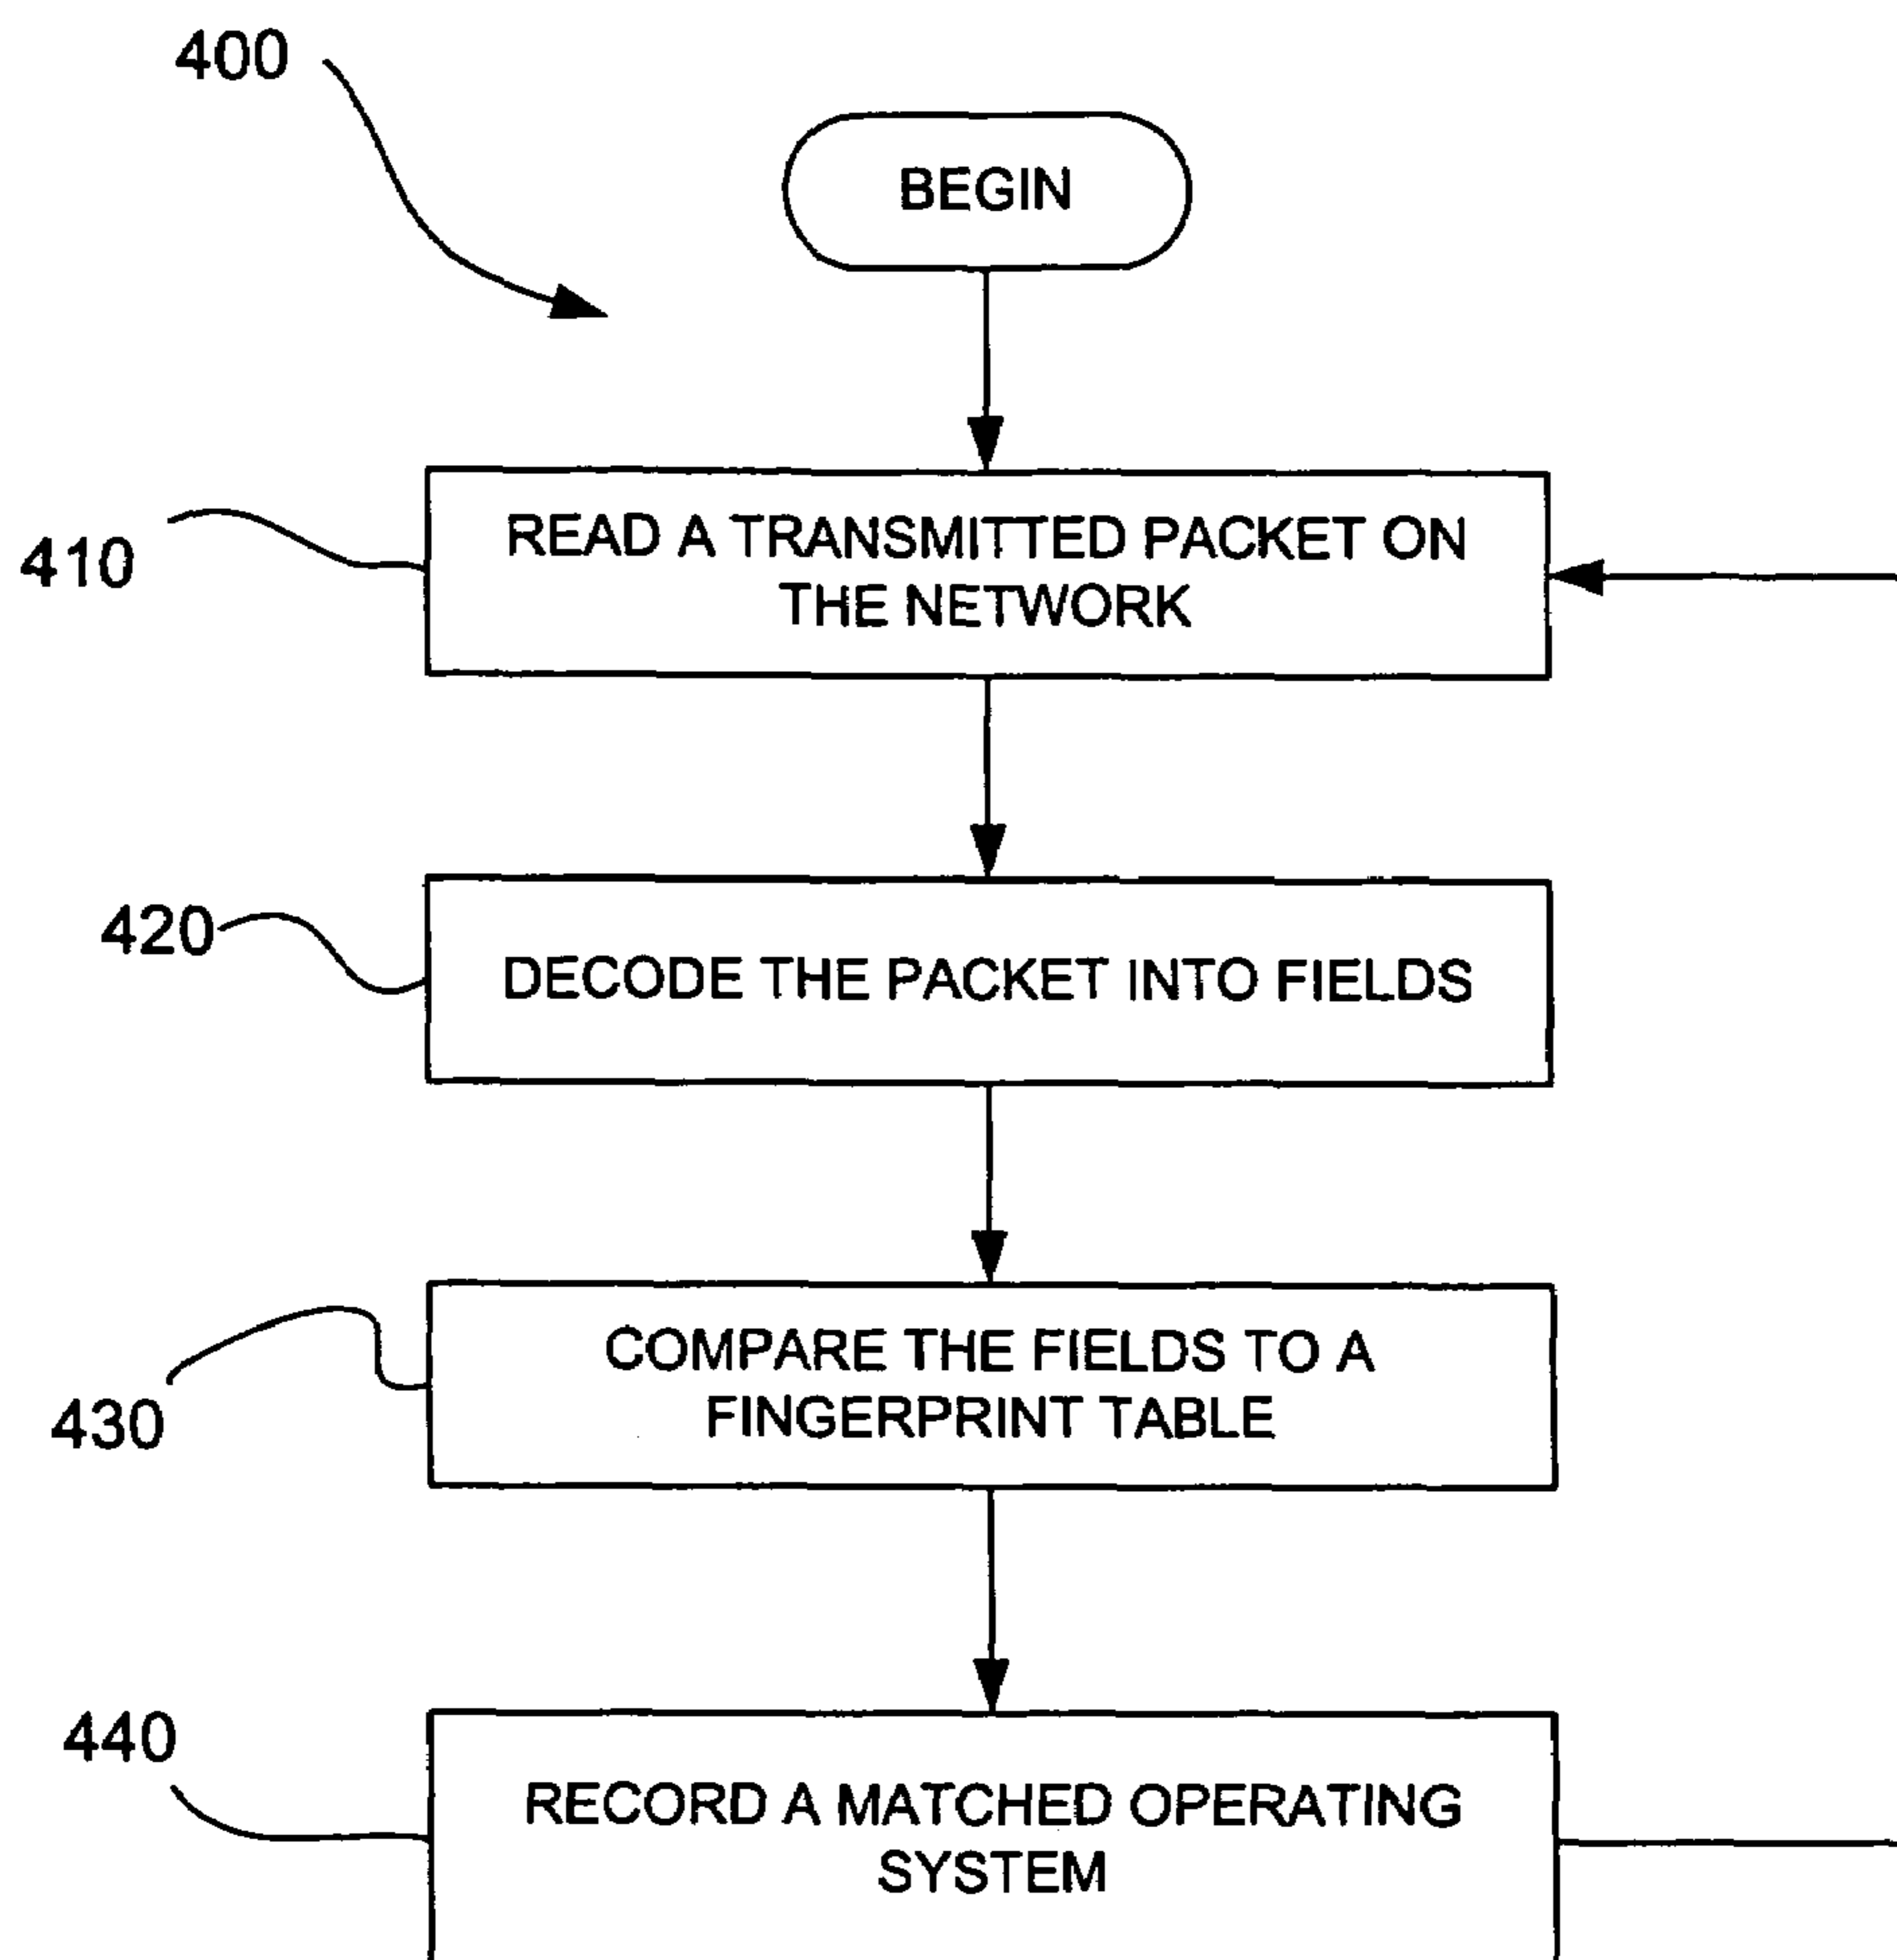 400
BEGIN
410
READ A TRANSMITTED PACKET ON
THE NETWORK
420
DECODE THE PACKET INTO FIELDS
430
COMPARE THE FIELDS TO A
FINGERPRINT TABLE
440
RECORD A MATCHED OPERATING
SYSTEM